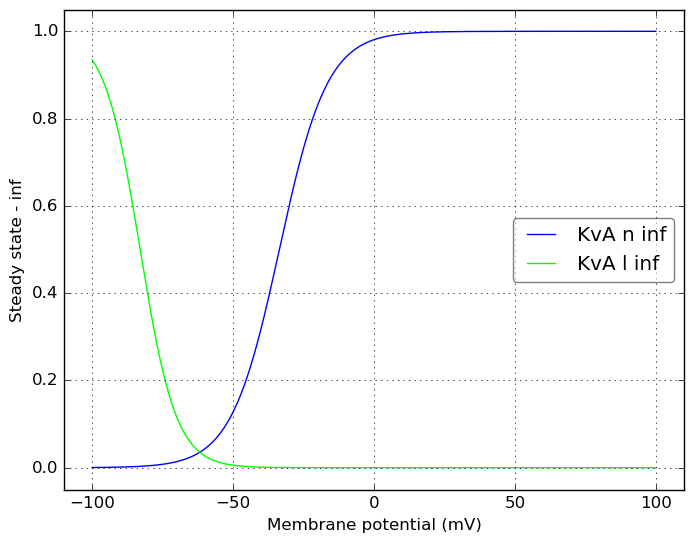 1.0
0.8
0.6
0.4
0.2
0.0
Steady state - inf
KvA n inf
KvA l inf
−100
−50
0
50
100
Membrane potential (mV)